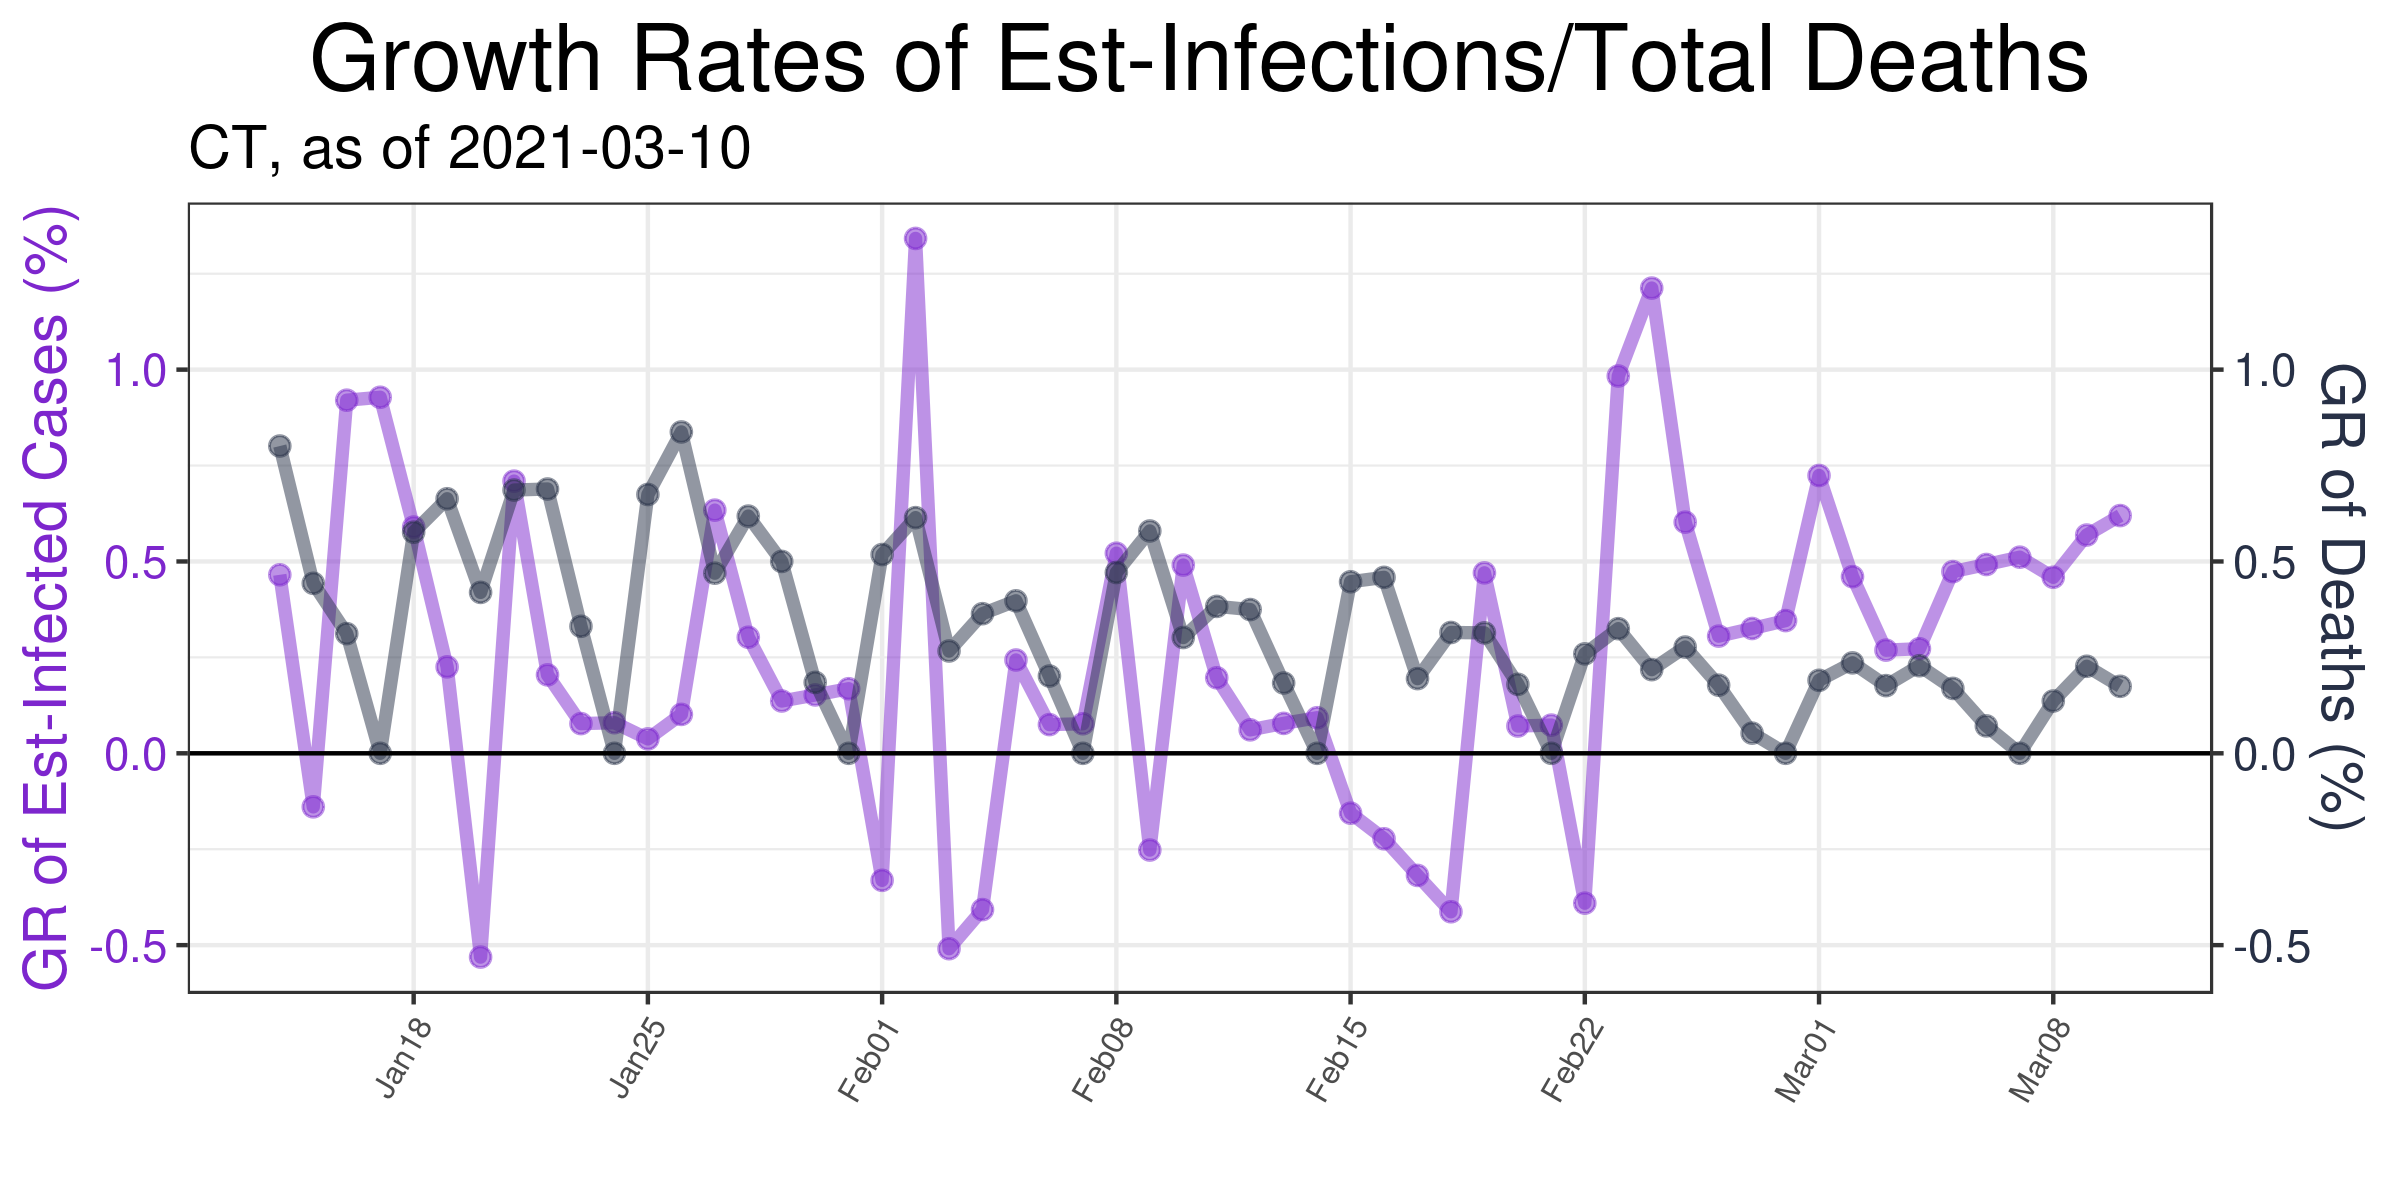 Growth Rates of Est-Infections/Total Deaths
CT, as of 2021-03-10
GR of Est-Infected Cases (%)
1.0
0.5
0.0
-0.5
1.0
0.5
0.0
-0.5
GR of Deaths (%)
Jan18
Jan25
Feb01
Feb08
Feb15
Feb22
Mar01
Mar08